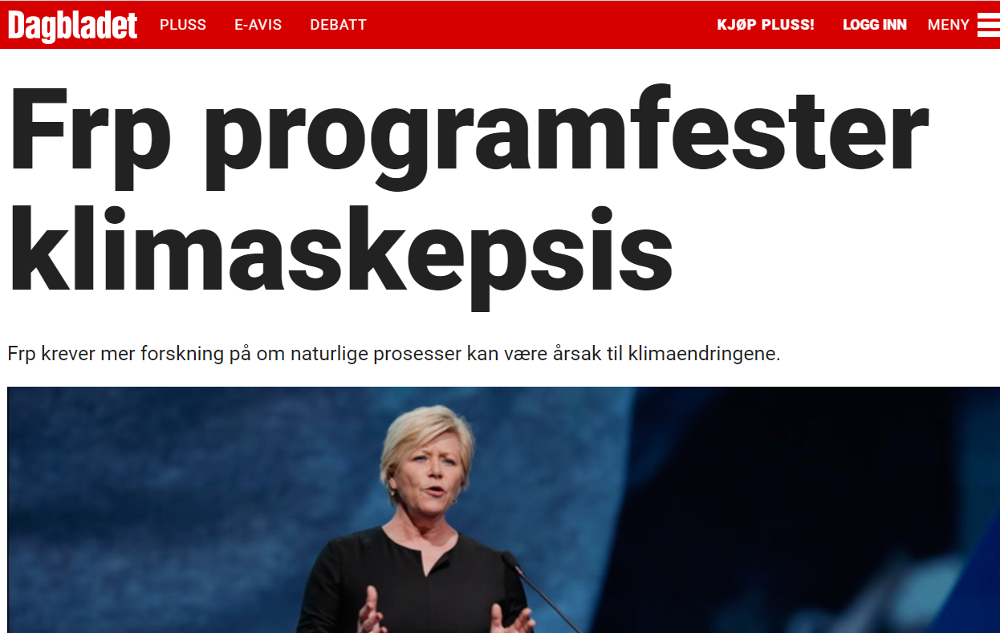 Dagbladet PLUSS E-AVIS DEBATT KJØP PLUSS! LOGG INN MENY
Frp programfester
klimaskepsis
Frp krever mer forskning på om naturlige prosesser kan være årsak til klimaendringene.